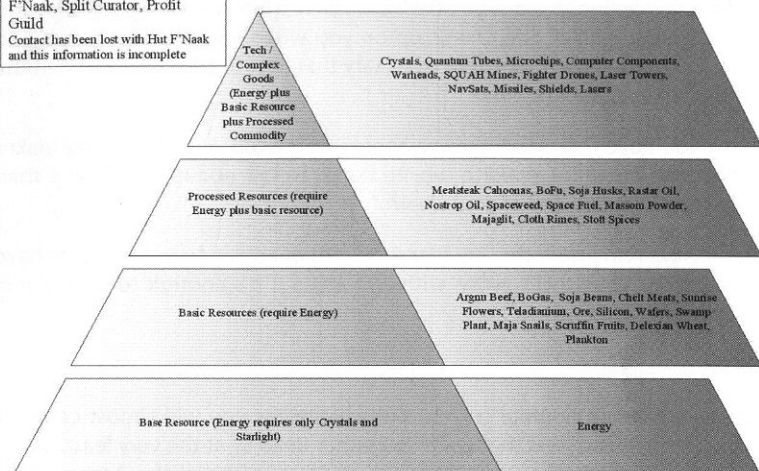 F'Naak, Split Curator, Profit
Guild
Contact has been lost with Hut F'Naak
and this information is incomplete
Tech /
Complex
Goods
(Energy plus
Basic Resource
plus Processed
Commodity
Crystals, Quantum Tubes, Microchips, Computer Components,
Warheads, SQUAH Mines, Fighter Drones, Laser Towers,
NavSats, Missiles, Shields, Lasers
Processed Resources (require
Energy plus basic resource)
Meatsteak Cahoonas, BoFu, Soja Husks, Rastar Oil,
Nostrop Oil, Spaceweed, Space Fuel, Massom Powder,
Majaglit, Cloth Rimes, Stott Spices
Basic Resources (require Energy)
Argnu Beef, BoGas, Soja Beans, Chelt Meats, Sunrise
Flowers, Teladianium, Ore, Silicon, Wafers, Swamp
Plant, Maja Snails, Scruffin Fruits, Delexian Wheat,
Plankton
Base Resource (Energy requires only Crystals and
Starlight)
Energy